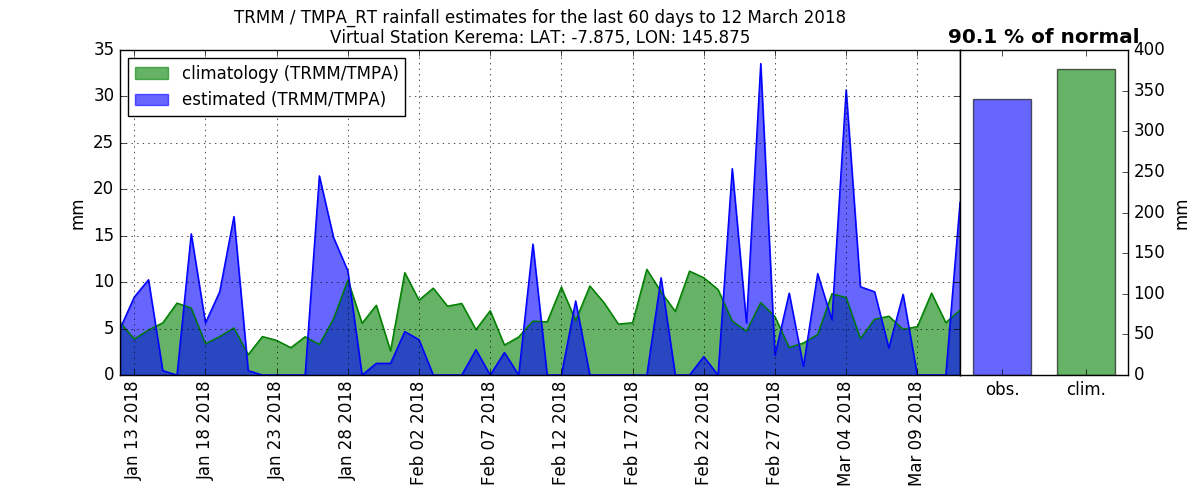 TRMM / TMPA_RT rainfall estimates for the last 60 days to 12 March 2018
Virtual Station Kerema: LAT: -7.875, LON: 145.875
90.1 % of normal
climatology (TRMM/TMPA)
estimated (TRMM/TMPA)
mm
35
30
25
20
15
10
5
0
Jan 13 2018
Jan 18 2018
Jan 23 2018
Jan 28 2018
Feb 02 2018
Feb 07 2018
Feb 12 2018
Feb 17 2018
Feb 22 2018
Feb 27 2018
Mar 04 2018
Mar 09 2018
obs.
clim.
400
350
300
250
200
150
100
50
0
mm